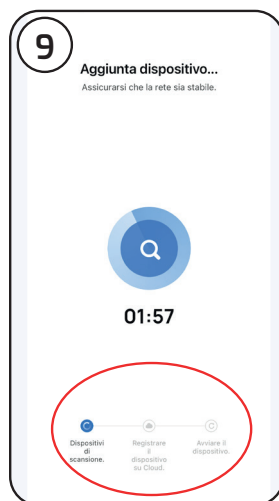 9
Aggiunta dispositivo...
Assicurarsi che la rete sia stabile.
01:57
Dispositivi
di
scansione.
Registrare
il
dispositivo
su Cloud.
Avviare il
dispositivo.